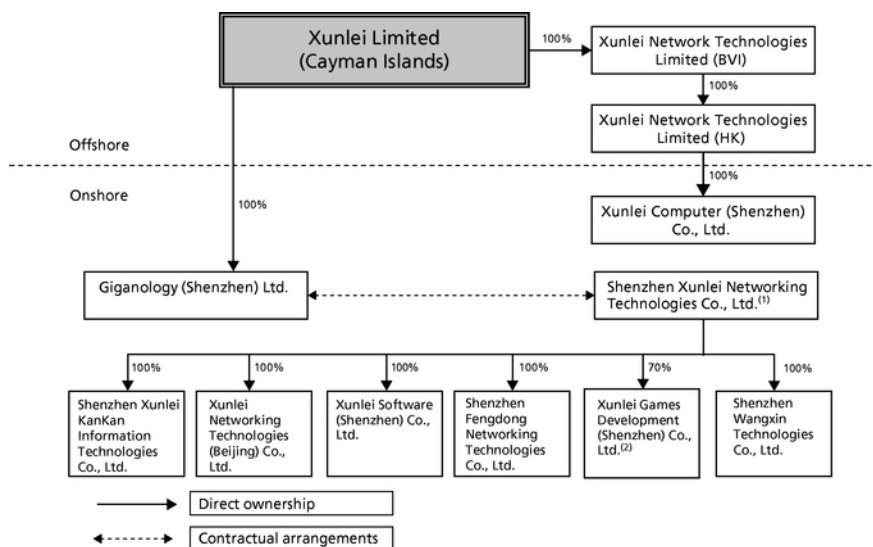 Xunlei Limited
(Cayman Islands)
100%
Xunlei Network Technologies
Limited (BVI)
100%
Xunlei Network Technologies
Limited (HK)
Offshore
100%
Onshore
100%
Xunlei Computer (Shenzhen)
Co., Ltd.
Giganology (Shenzhen) Ltd.
Shenzhen Xunlei Networking
Technologies Co., Ltd.(1)
100%
100%
100%
100%
70%
100%
Shenzhen Xunlei
KanKan
Information
Technologies
Co., Ltd.
Xunlei
Networking
Technologies
(Beijing) Co.,
Ltd.
Xunlei Software
(Shenzhen) Co.,
Ltd.
Shenzhen
Fengdong
Networking
Technologies
Co., Ltd.
Xunlei Games
Development
(Shenzhen) Co.,
Ltd.(2)
Shenzhen
Wangxin
Technologies
Co., Ltd.
Direct ownership
Contractual arrangements